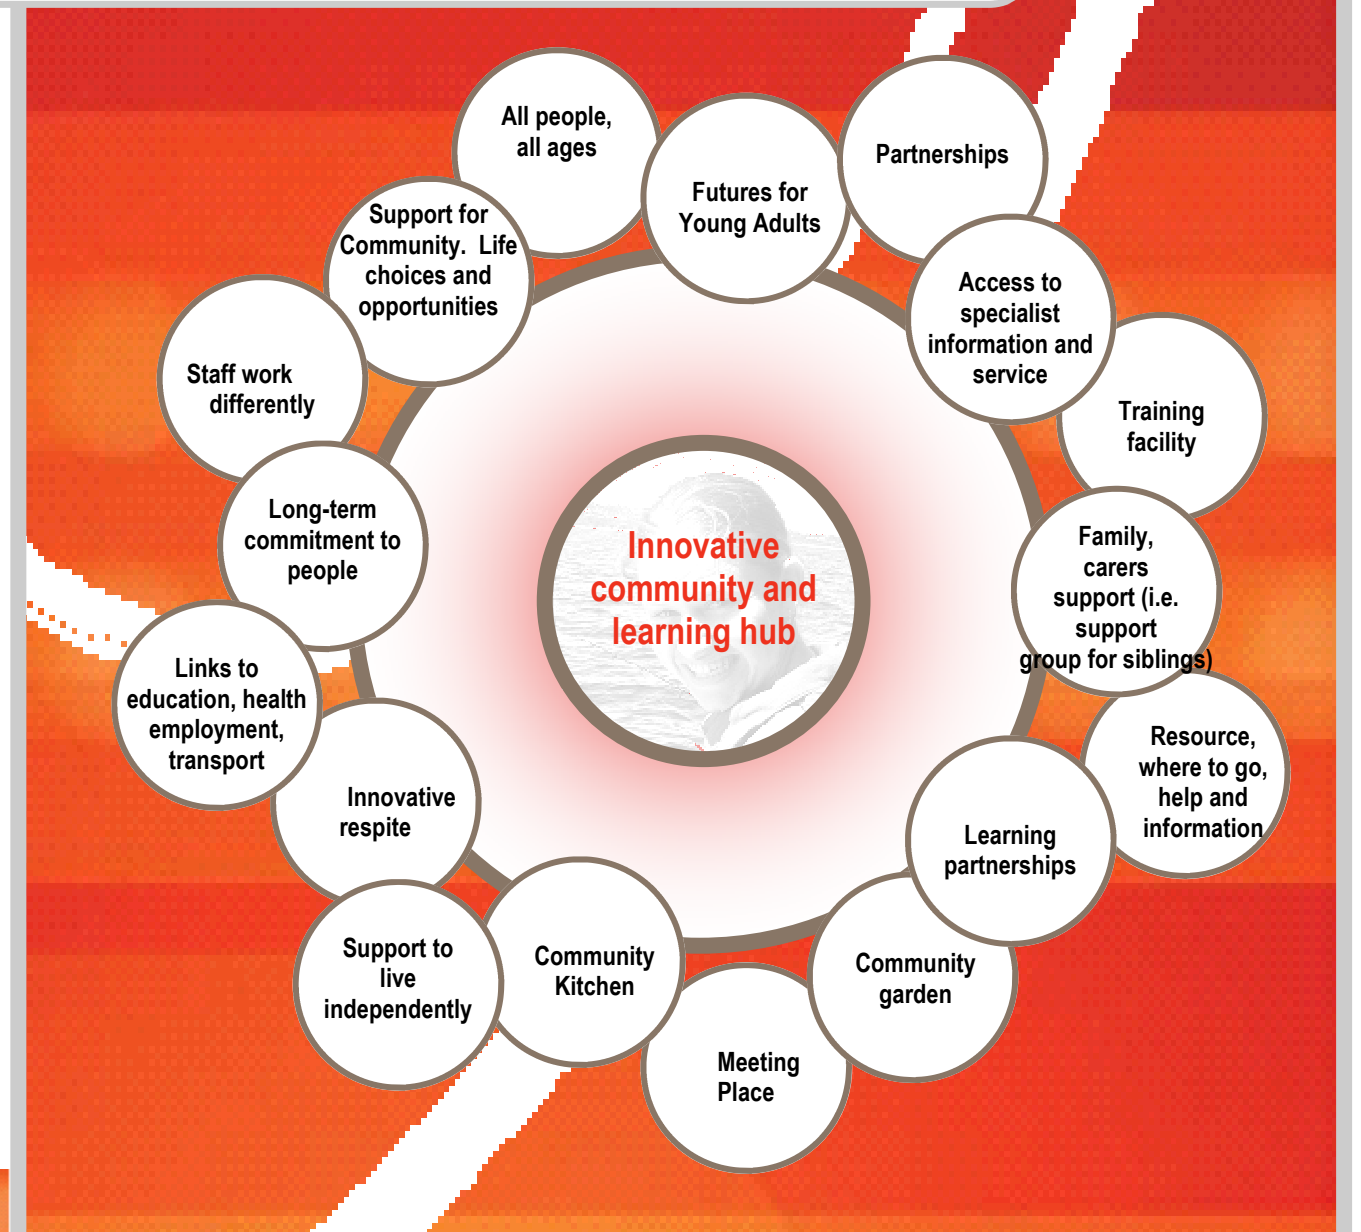 All people,
all ages
Futures for
Young Adults
Partnerships
Support for
Community.  Life
choices and
opportunities
Access to
specialist
information and
service
Staff work
differently
Training
facility
Long-term
commitment to
people
Innovative
community and
learning hub
Family,
carers
support (i.e.
support
group for siblings)
Links to
education, health
employment,
transport
Innovative
respite
Resource,
where to go,
help and
information
Learning
partnerships
Support to
live
independently
Community
Kitchen
Community
garden
Meeting
Place